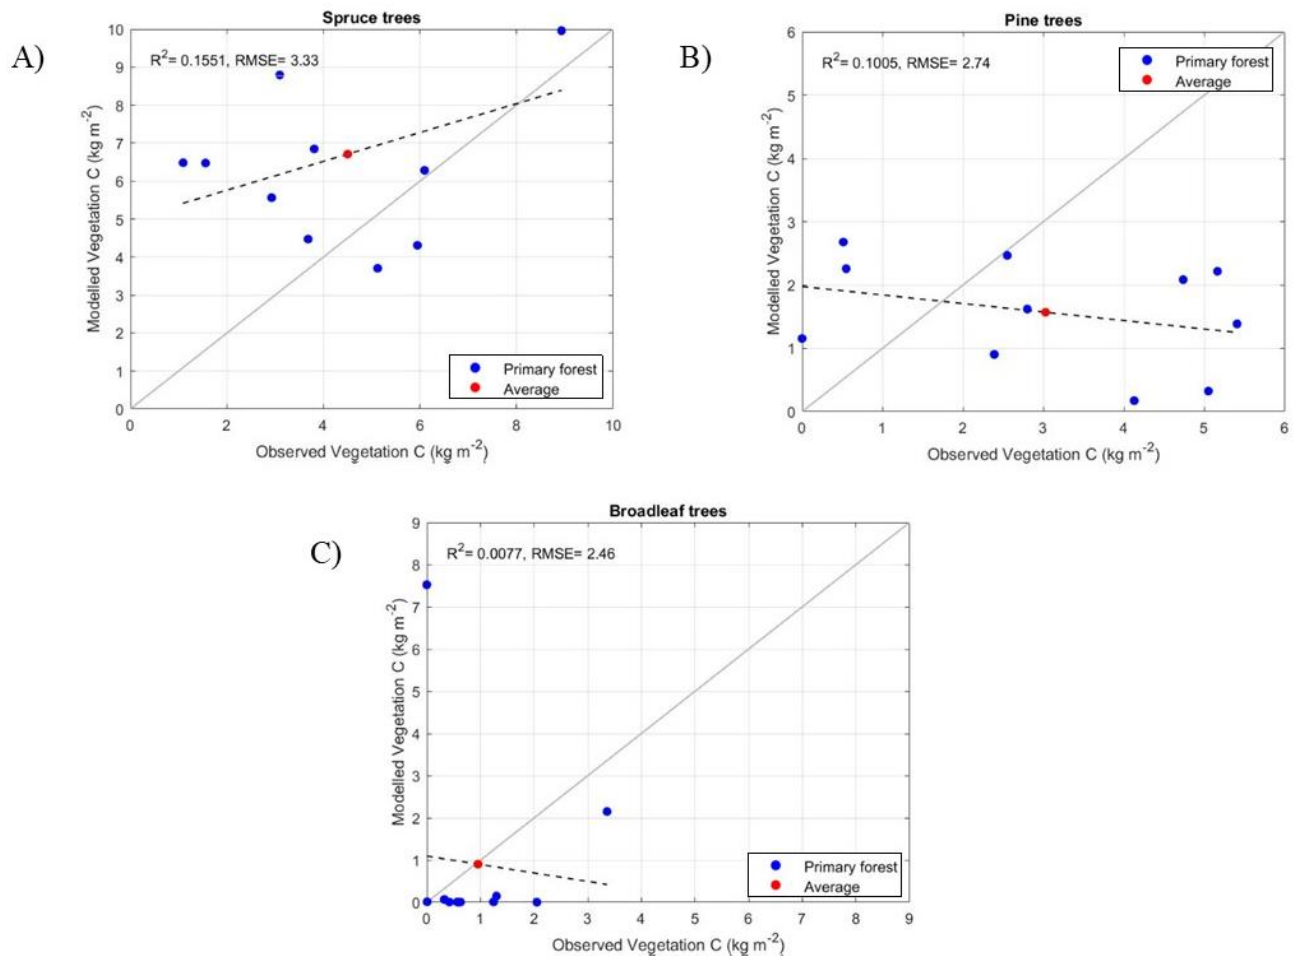 A)
Spruce trees
R²= 0.1551, RMSE= 3.33
10
9
8
7
6
5
4
3
2
1
0
Modelled Vegetation C (kg m⁻²)
0 2 4 6 8 10
Observed Vegetation C (kg m⁻²)
Primary forest
Average
B)
Pine trees
R²= 0.1005, RMSE= 2.74
Primary forest
Average
6
5
4
3
2
1
0
Modelled Vegetation C (kg m⁻²)
0 1 2 3 4 5 6
Observed Vegetation C (kg m⁻²)
C)
Broadleaf trees
R²= 0.0077, RMSE= 2.46
9
8
7
6
5
4
3
2
1
0
Modelled Vegetation C (kg m⁻²)
Primary forest
Average
0 1 2 3 4 5 6 7 8 9
Observed Vegetation C (kg m⁻²)